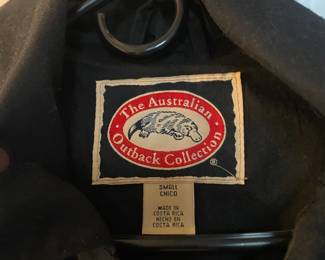 • The Australian •
Outback Collection
®
SMALL
CHICO
MADE IN
COSTA RICA
HECHO EN
COSTA RICA